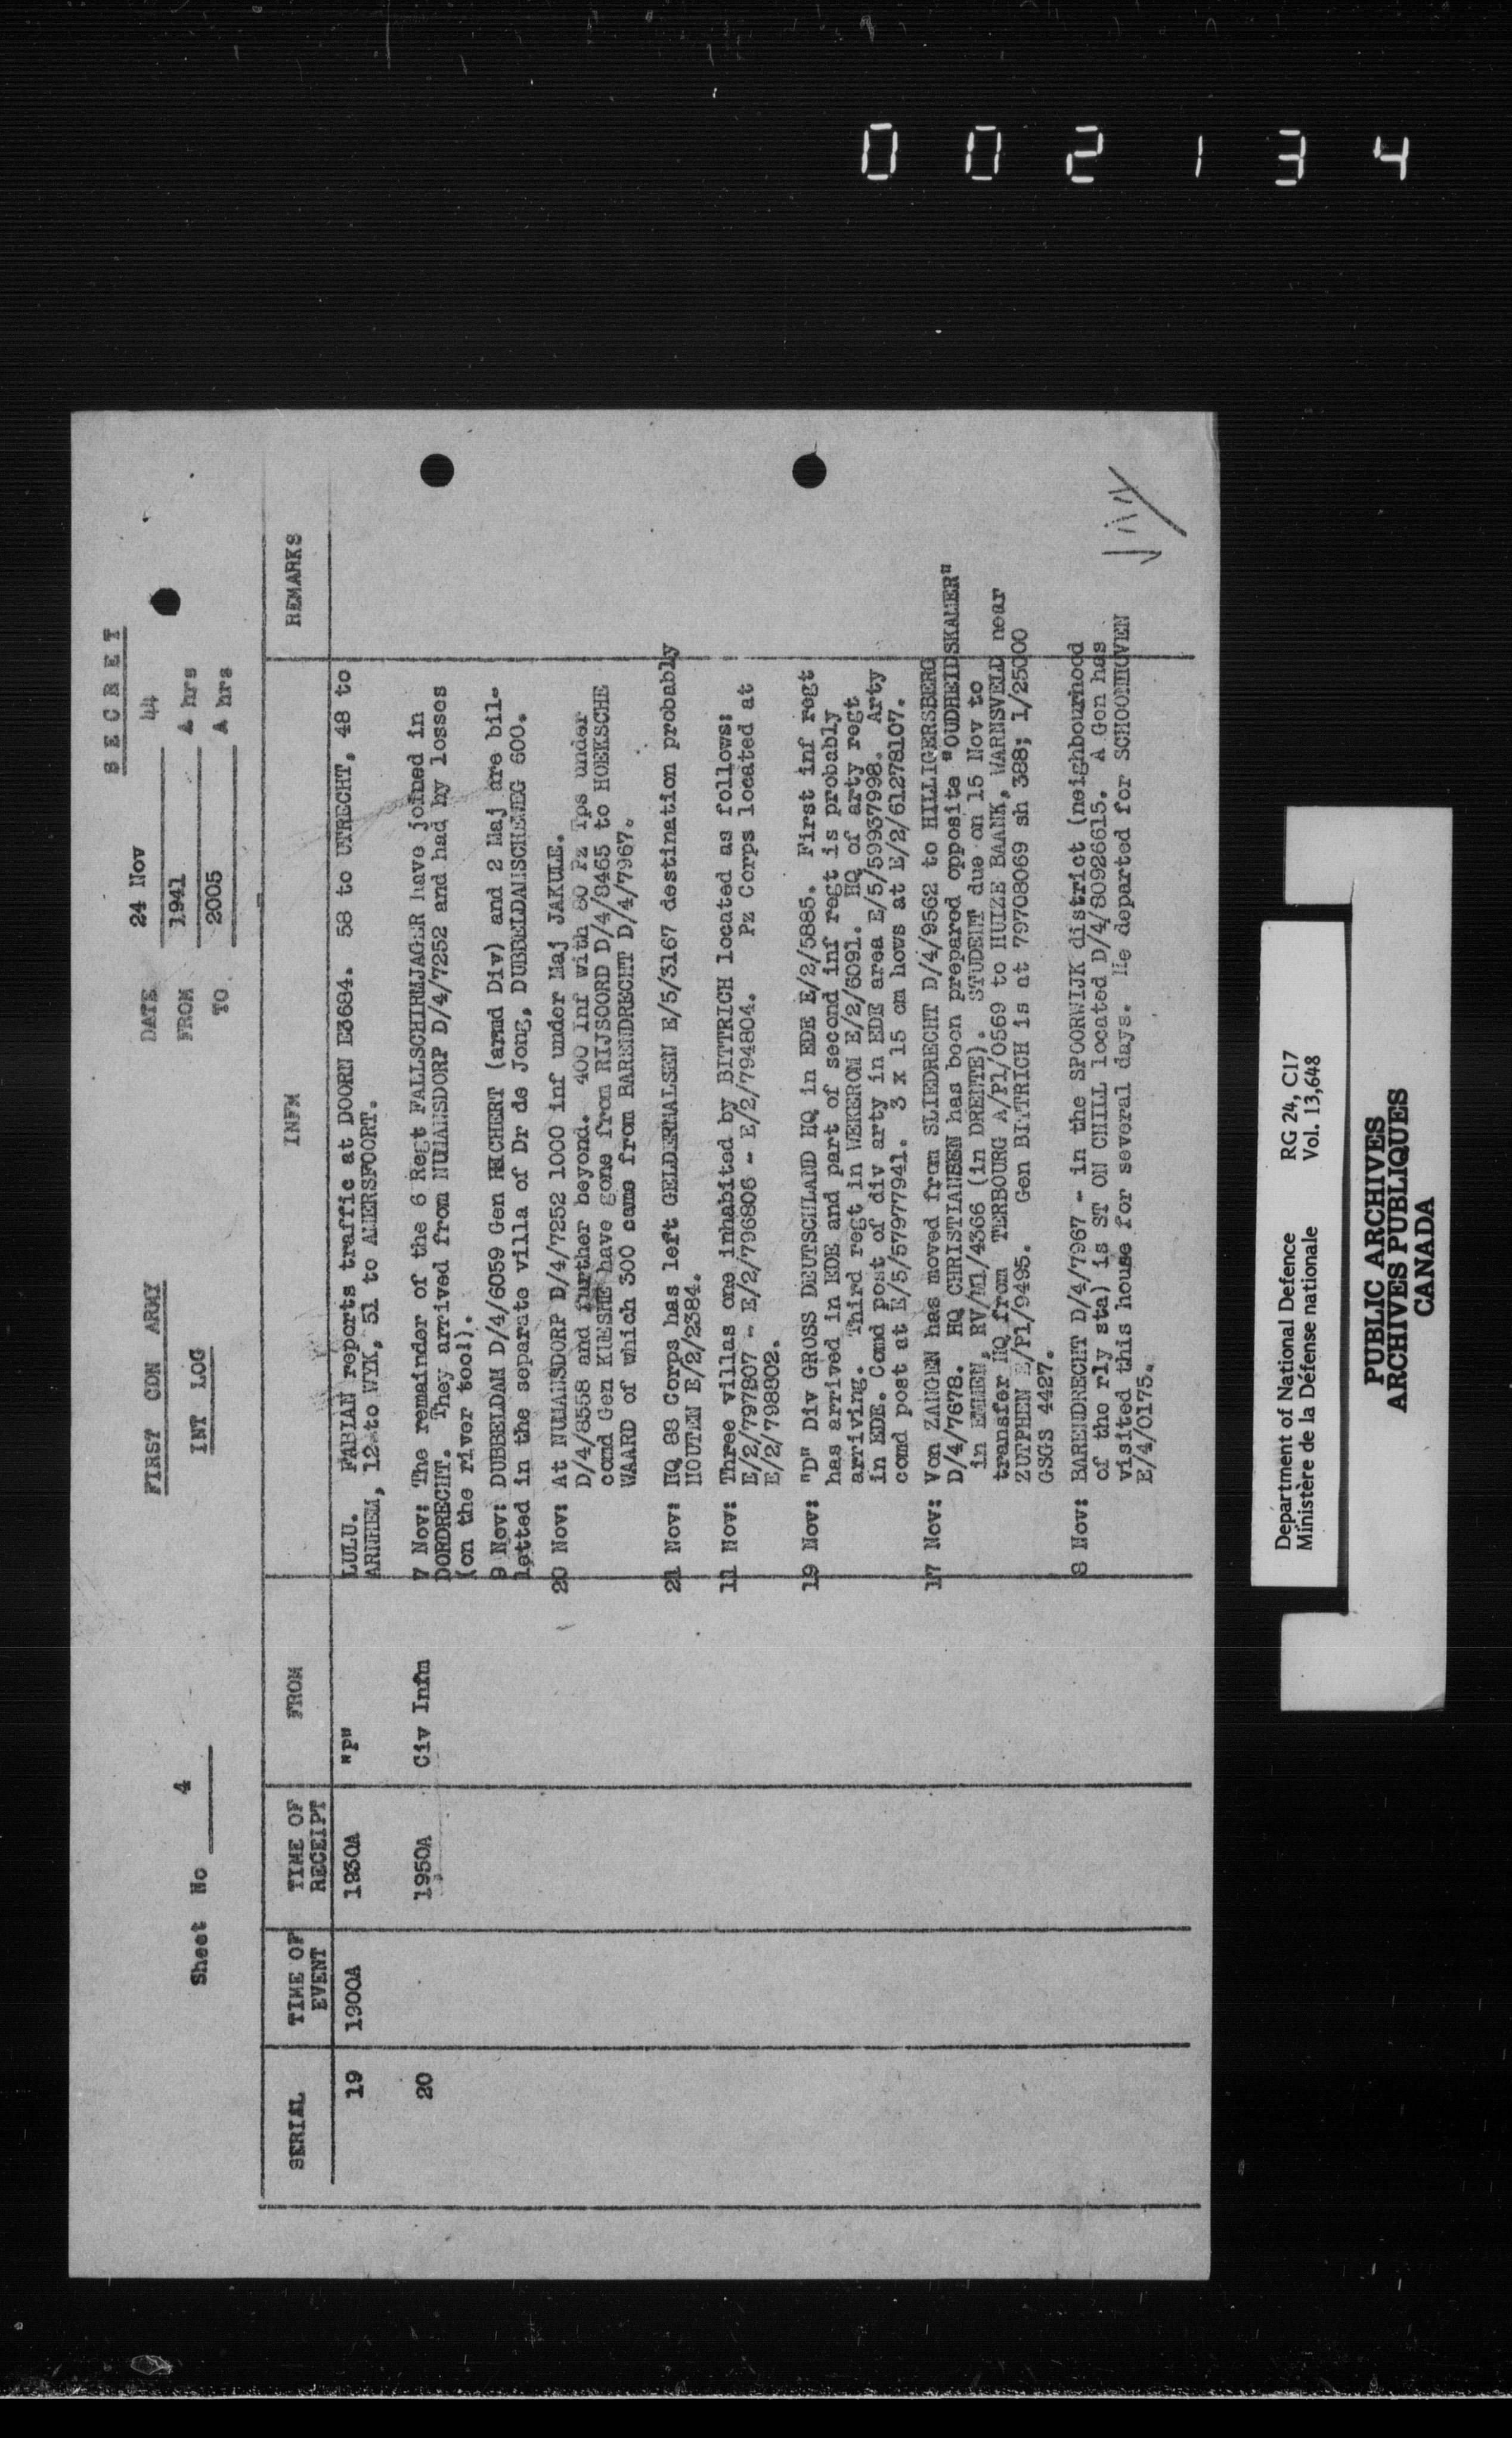 002134
SECRET
FIRST CDN ARMY
INT LOG
DATE 24 Nov 44
FROM 1941 A hrs
TO 2005 A hrs
Sheet No 4
SERIAL TIME OF EVENT TIME OF RECEIPT FROM INFM REMARKS
19 1900A 1930A "P" LULU. FABIAN reports traffic at DOORN E3684. 58 to UTRECHT, 48 to
ARNHEM, 12 to WYK, 51 to AMERSFOORT.
20 1950A Civ Infm 7 Nov: The remainder of the 6 Regt FALLSCHIRMJAGER have joined in
DORDRECHT. They arrived from NUMANSDORP D/4/7252 and had by losses
(on the river too!).
9 Nov: DUBBELDAM D/4/6059 Gen REICHERT (armd Div) and 2 Maj are bil-
letted in the separate villa of Dr de Jong, DUBBELDAMSCHEWEG 600.
20 Nov: At NUMANSDORP D/4/7252 1000 inf under Maj JAKULE.
D/4/8558 and further beyond. 400 inf with 80 Pz Tps under
comd Gen KUESHE have gone from RIJSOORD D/4/8465 to HOEKSCHE
WAARD of which 300 came from BARENDRECHT D/4/7967.
21 Nov: HQ 88 Corps has left GELDERMALSEN E/5/3167 destination probably
HOUTEN E/2/2384.
11 Nov: Three villas one inhabited by BITTRICH located as follows:
E/2/797807 - E/2/796806 - E/2/794804. Pz Corps located at
E/2/798802.
19 Nov: "D" Div GROSS DEUTSCHLAND HQ in EDE E/2/5885. First inf regt
has arrived in EDE and part of second inf regt is probably
arriving. Third regt in WEKEROM E/2/6091. HQ of arty regt
in EDE. Comd post of div arty in EDE area E/5/59937998. Arty
comd post at E/5/57977941. 3 x 15 cm hows at E/2/61278107.
17 Nov: Von ZANGEN has moved from SLIEDRECHT D/4/9562 to HILLIGERSBERG
D/4/7678. HQ CHRISTIANSEN has been prepared opposite "OUDHEIDSKAMER"
in EMMEN, RV/M1/4366 (in DRENTE). STUDENT due on 15 Nov to
transfer HQ from TERBOURG A/P1/0569 to HUIZE BAANK, WARNSVELD near
ZUTPHEN E/P1/9495. Gen BITTRICH is at 79708069 sh 388; 1/25000
GSGS 4427.
8 Nov: BARENDRECHT D/4/7967 - in the SPOORWIJK district (neighbourhood
of the rly sta) is ST ON CHILL located D/4/80926615. A Gen has
visited this house for several days. He departed for SCHOONHOVEN
E/4/0175.
Department of National Defence RG 24, C17
Ministère de la Défense nationale Vol. 13,648
PUBLIC ARCHIVES
ARCHIVES PUBLIQUES
CANADA